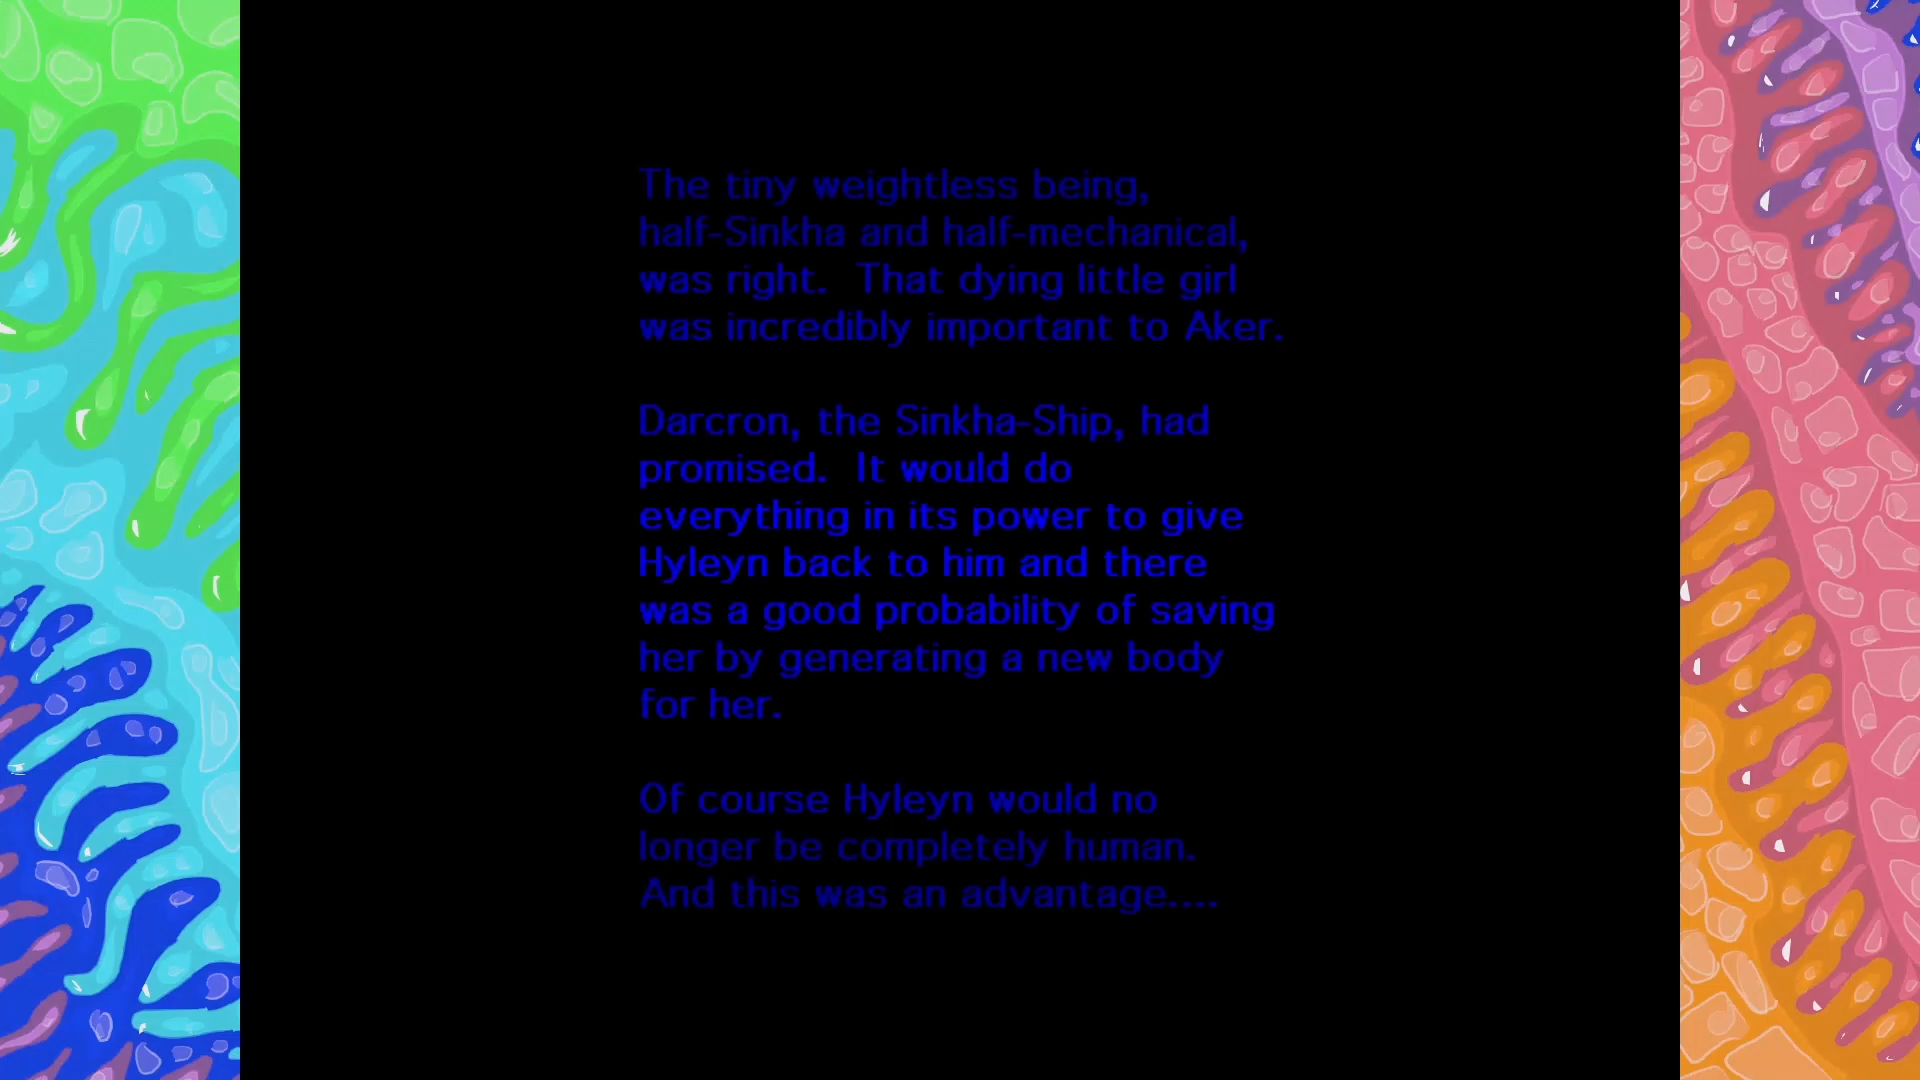 The tiny weightless being,
half-Sinkha and half-mechanical,
was right.  That dying little girl
was incredibly important to Aker.
Darcron, the Sinkha-Ship, had
promised.  It would do
everything in its power to give
Hyleyn back to him and there
was a good probability of saving
her by generating a new body
for her.
Of course Hyleyn would no
longer be completely human.
And this was an advantage....